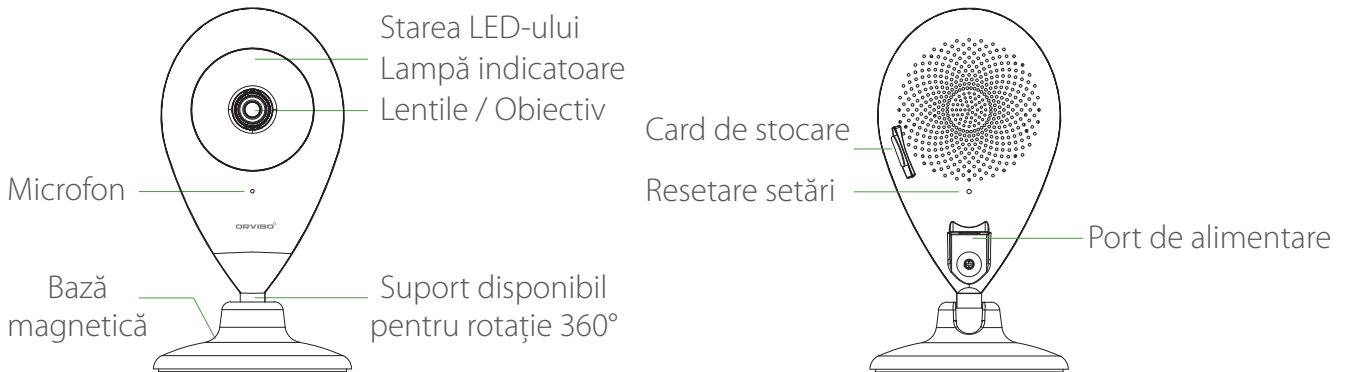 Starea LED-ului
Lampă indicatoare
Lentile / Obiectiv
Microfon
ORVIBO
Bază
magnetică
Suport disponibil
pentru rotație 360°
Card de stocare
Resetare setări
Port de alimentare